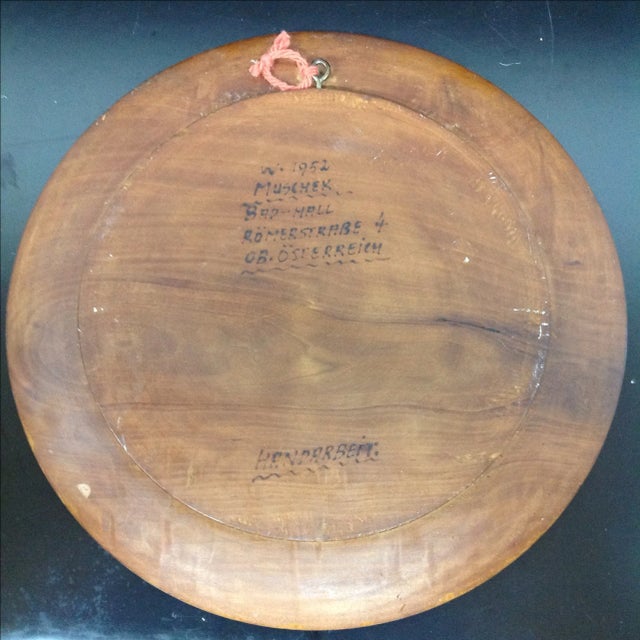 W. 1952
MUSCHEK.
BAD-HALL
RÖMERSTRAßE 4
OB. ÖSTERREICH
HANDARBEIT.